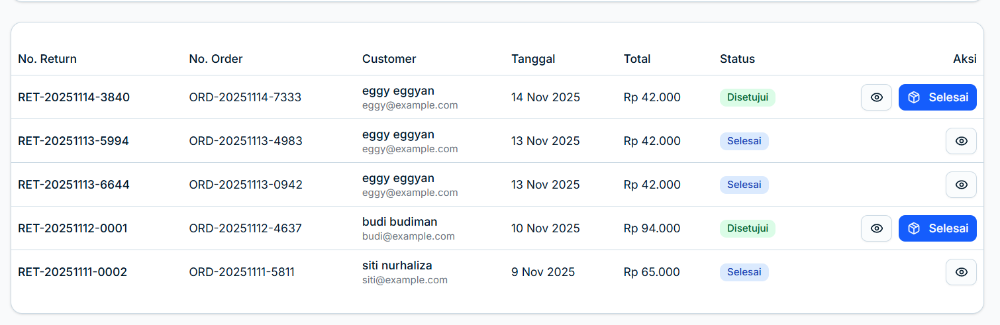 No. Return No. Order Customer Tanggal Total Status Aksi
RET-20251114-3840 ORD-20251114-7333 eggy eggyan 14 Nov 2025 Rp 42.000 Disetujui Selesai
eggy@example.com
RET-20251113-5994 ORD-20251113-4983 eggy eggyan 13 Nov 2025 Rp 42.000 Selesai
eggy@example.com
RET-20251113-6644 ORD-20251113-0942 eggy eggyan 13 Nov 2025 Rp 42.000 Selesai
eggy@example.com
RET-20251112-0001 ORD-20251112-4637 budi budiman 10 Nov 2025 Rp 94.000 Disetujui Selesai
budi@example.com
RET-20251111-0002 ORD-20251111-5811 siti nurhaliza 9 Nov 2025 Rp 65.000 Selesai
siti@example.com